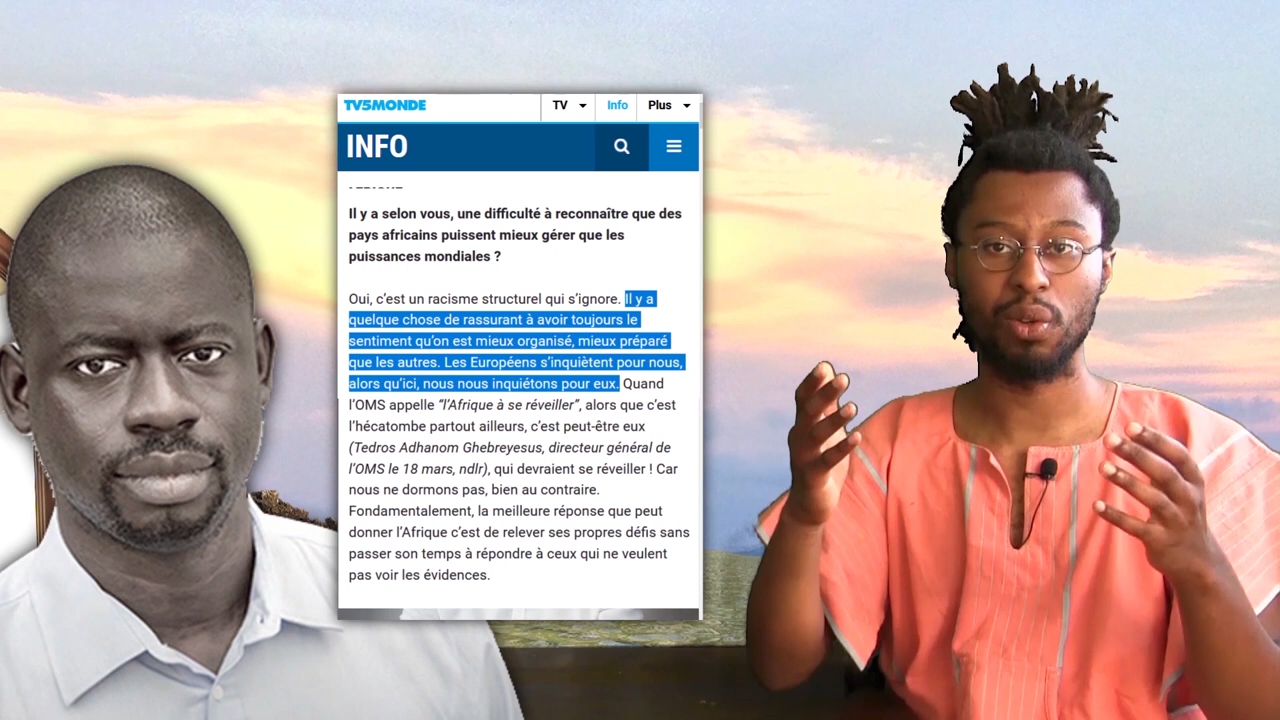 TV5MONDE
TV
Info
Plus
INFO
Il y a selon vous, une difficulté à reconnaître que des
pays africains puissent mieux gérer que les
puissances mondiales ?
Oui, c’est un racisme structurel qui s’ignore. Il y a
quelque chose de rassurant à avoir toujours le
sentiment qu’on est mieux organisé, mieux préparé
que les autres. Les Européens s’inquiètent pour nous,
alors qu’ici, nous nous inquiétons pour eux. Quand
l’OMS appelle “l’Afrique à se réveiller”, alors que c’est
l’hécatombe partout ailleurs, c’est peut-être eux
(Tedros Adhanom Ghebreyesus, directeur général de
l’OMS le 18 mars, ndlr), qui devraient se réveiller ! Car
nous ne dormons pas, bien au contraire.
Fondamentalement, la meilleure réponse que peut
donner l’Afrique c’est de relever ses propres défis sans
passer son temps à répondre à ceux qui ne veulent
pas voir les évidences.